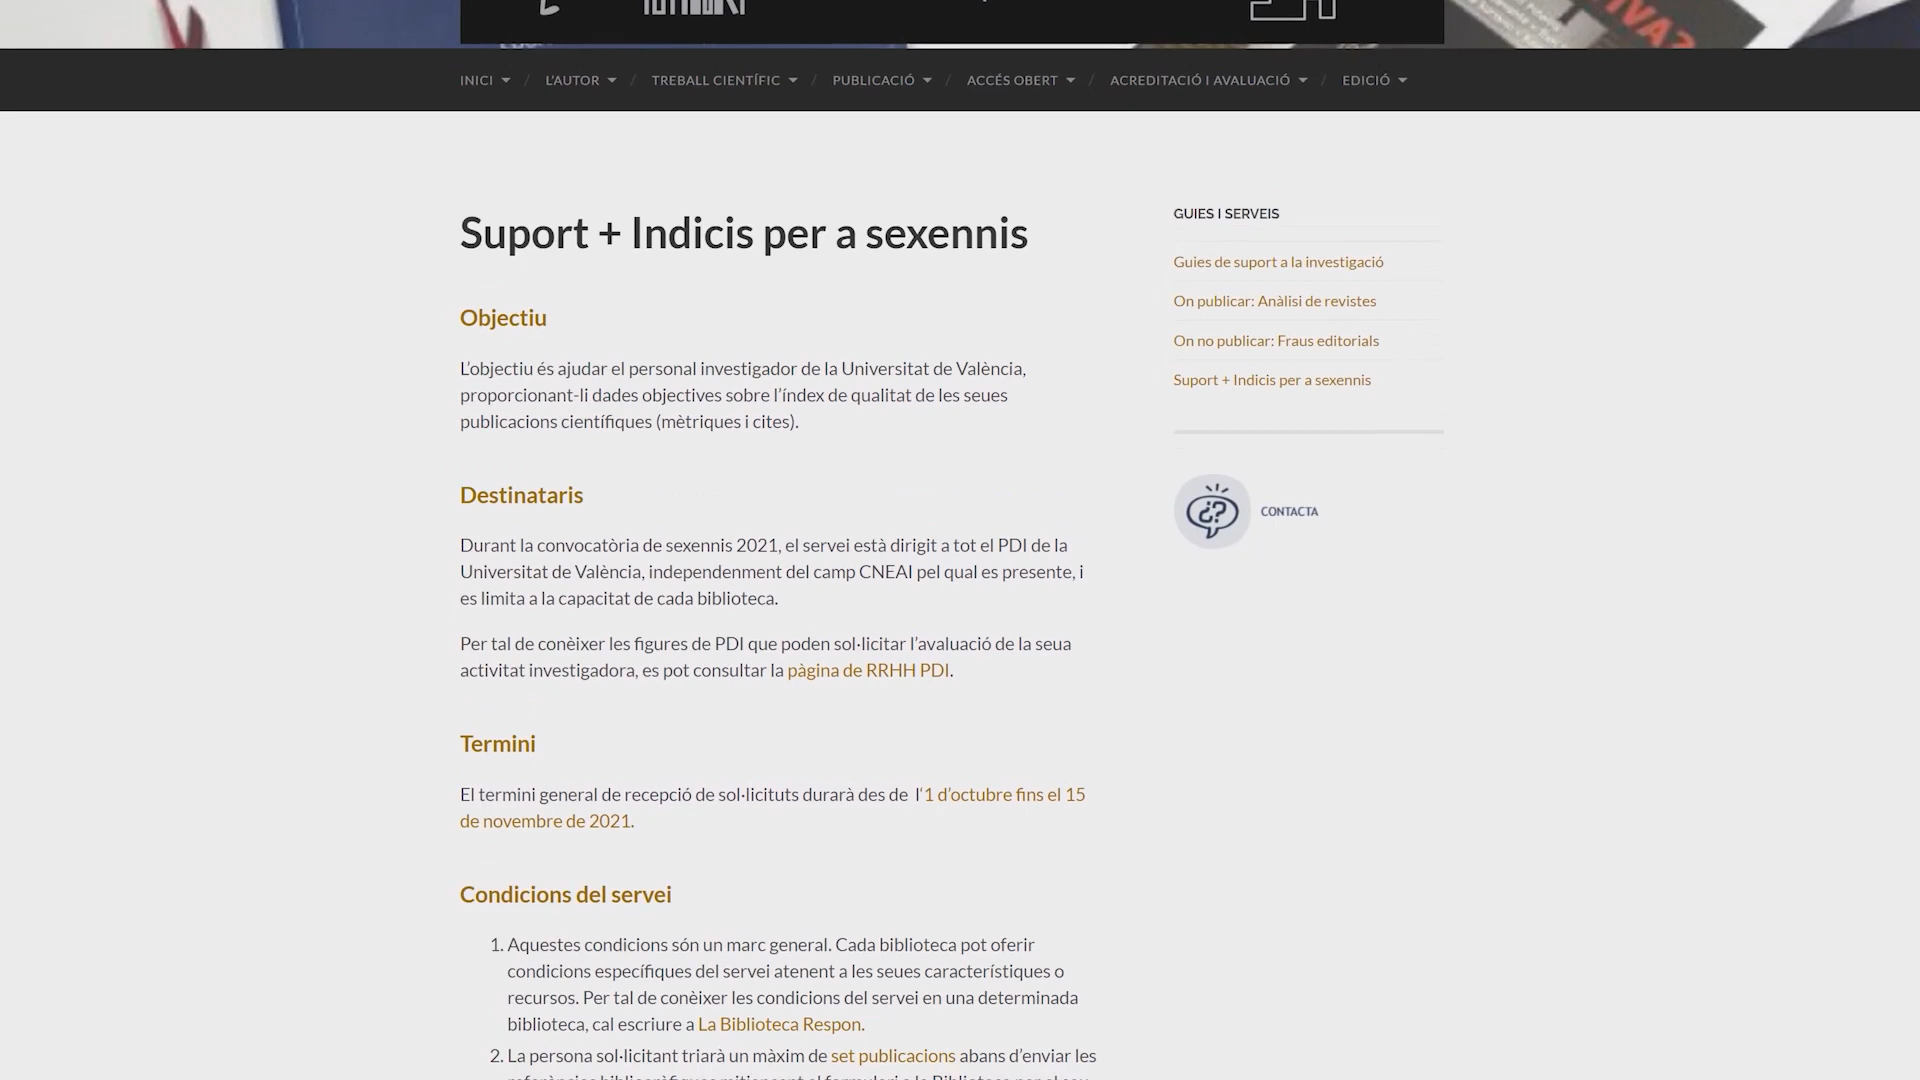 INICI / L'AUTOR / TREBALL CIENTÍFIC / PUBLICACIÓ / ACCÉS OBERT / ACREDITACIÓ I AVALUACIÓ / EDICIÓ
Suport + Indicis per a sexennis
Objectiu
L'objectiu és ajudar el personal investigador de la Universitat de València,
proporcionant-li dades objectives sobre l'índex de qualitat de les seues
publicacions científiques (mètriques i cites).
Destinataris
Durant la convocatòria de sexennis 2021, el servei està dirigit a tot el PDI de la
Universitat de València, independenment del camp CNEAI pel qual es presente, i
es limita a la capacitat de cada biblioteca.
Per tal de conèixer les figures de PDI que poden sol·licitar l'avaluació de la seua
activitat investigadora, es pot consultar la pàgina de RRHH PDI.
Termini
El termini general de recepció de sol·licituts durarà des de l'1 d'octubre fins el 15
de novembre de 2021.
Condicions del servei
1. Aquestes condicions són un marc general. Cada biblioteca pot oferir
condicions específiques del servei atenent a les seues característiques o
recursos. Per tal de conèixer les condicions del servei en una determinada
biblioteca, cal escriure a La Biblioteca Respon.
2. La persona sol·licitant triarà un màxim de set publicacions abans d'enviar les
GUIES I SERVEIS
Guies de suport a la investigació
On publicar: Anàlisi de revistes
On no publicar: Fraus editorials
Suport + Indicis per a sexennis
¿?
CONTACTA